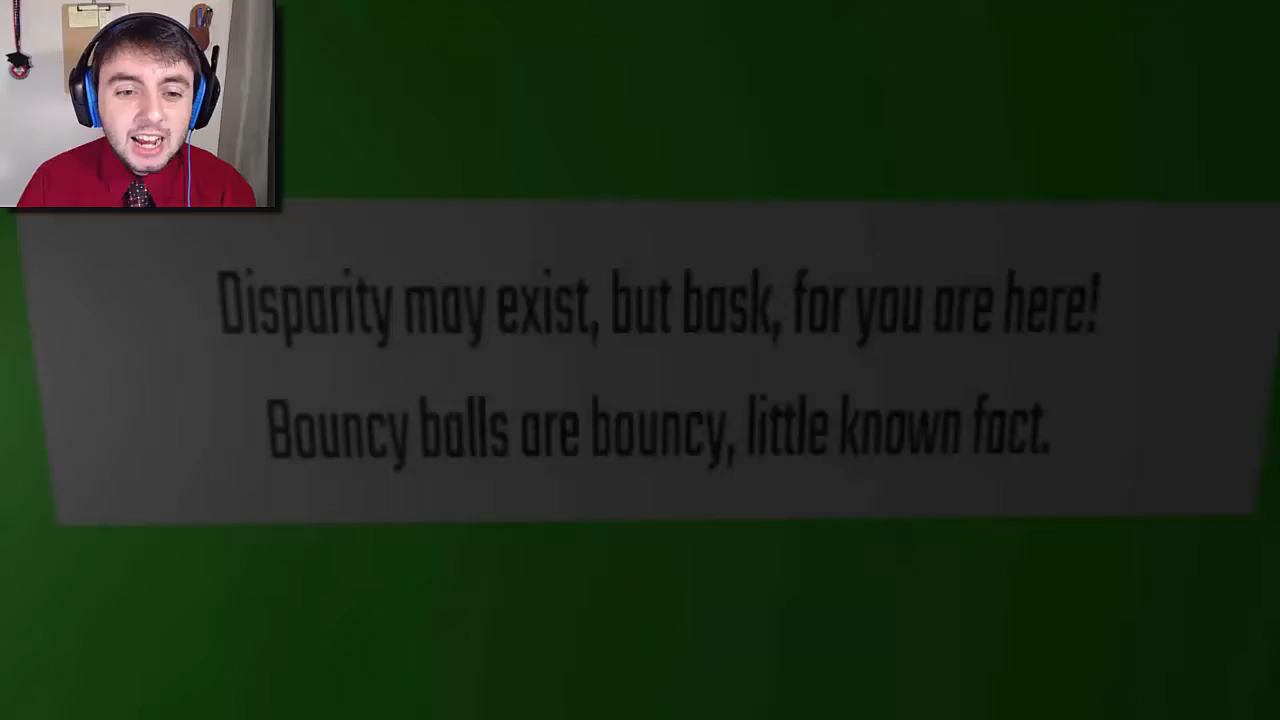 Disparity may exist, but bask, for you are here!
Bouncy balls are bouncy, little known fact.